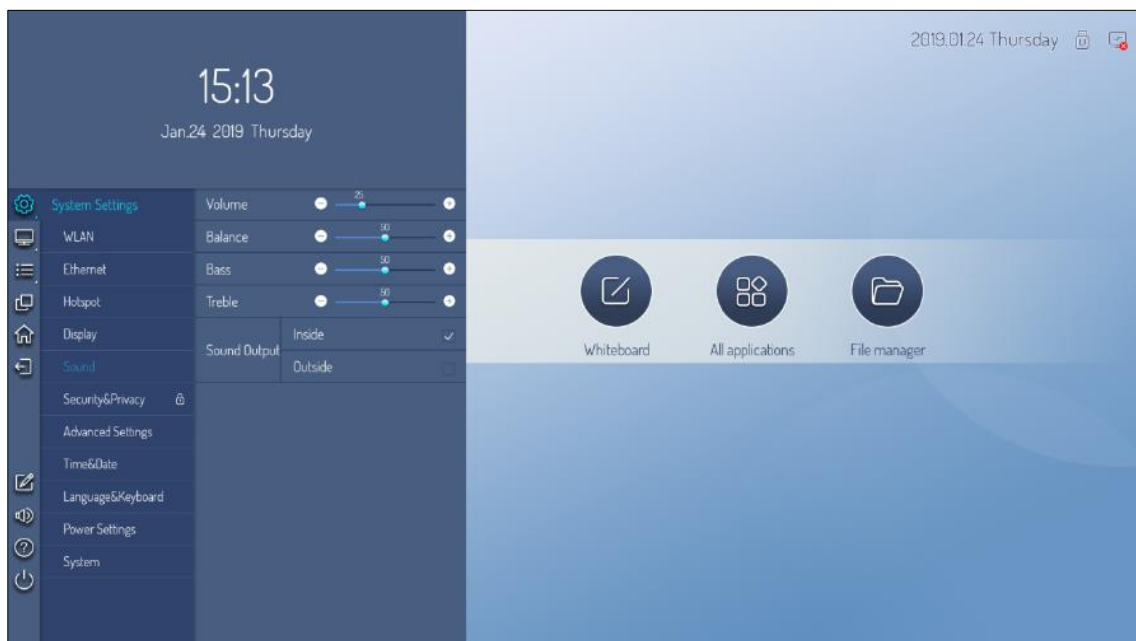 2019.01.24 Thursday
15:13
Jan.24 2019 Thursday
System Settings
WLAN
Ethernet
Hotspot
Display
Sound
Security&Privacy
Advanced Settings
Time&Date
Language&Keyboard
Power Settings
System
Volume 25
Balance 50
Bass 50
Treble 50
Sound Output
Inside
Outside
Whiteboard
All applications
File manager